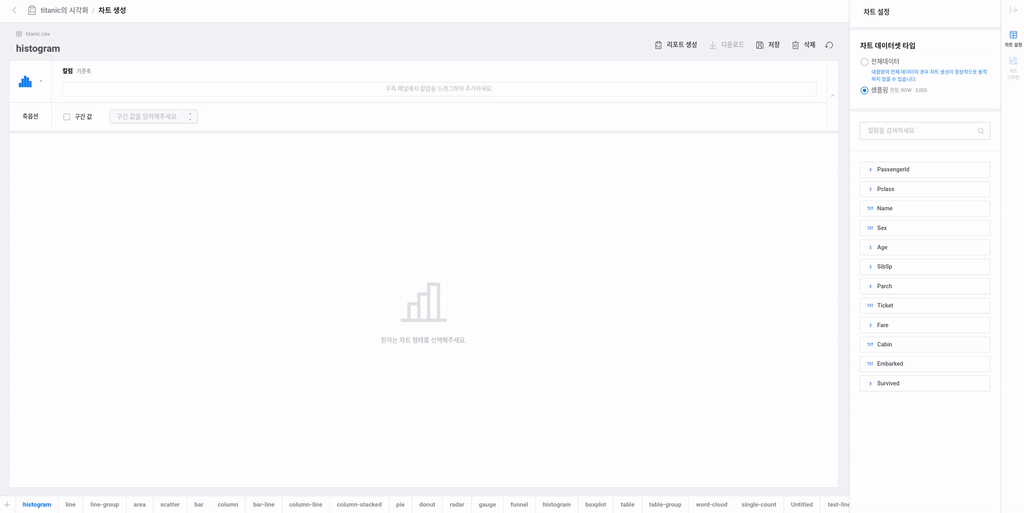 titanic의 시각화 / 차트 생성
titanic.csv
histogram
리포트 생성
다운로드
저장
삭제
컬럼 기준축
우측 패널에서 컬럼을 드래그하여 추가하세요.
축옵션
구간 값
구간 값을 입력해주세요.
원하는 차트 형태를 선택해주세요.
histogram
line
line-group
area
scatter
bar
column
bar-line
column-line
column-stacked
pie
donut
radar
gauge
funnel
histogram
boxplot
table
table-group
word-cloud
single-count
Untitled
test-line
차트 설정
차트 데이터셋 타입
전체데이터
대용량의 전체 데이터의 경우 차트 생성이 정상적으로 동작
하지 않을 수 있습니다.
샘플링 권장, ROW : 5,000
컬럼을 검색하세요.
PassengerId
Pclass
TXT Name
TXT Sex
Age
SibSp
Parch
TXT Ticket
Fare
TXT Cabin
TXT Embarked
Survived
차트 설정
차트
디자인